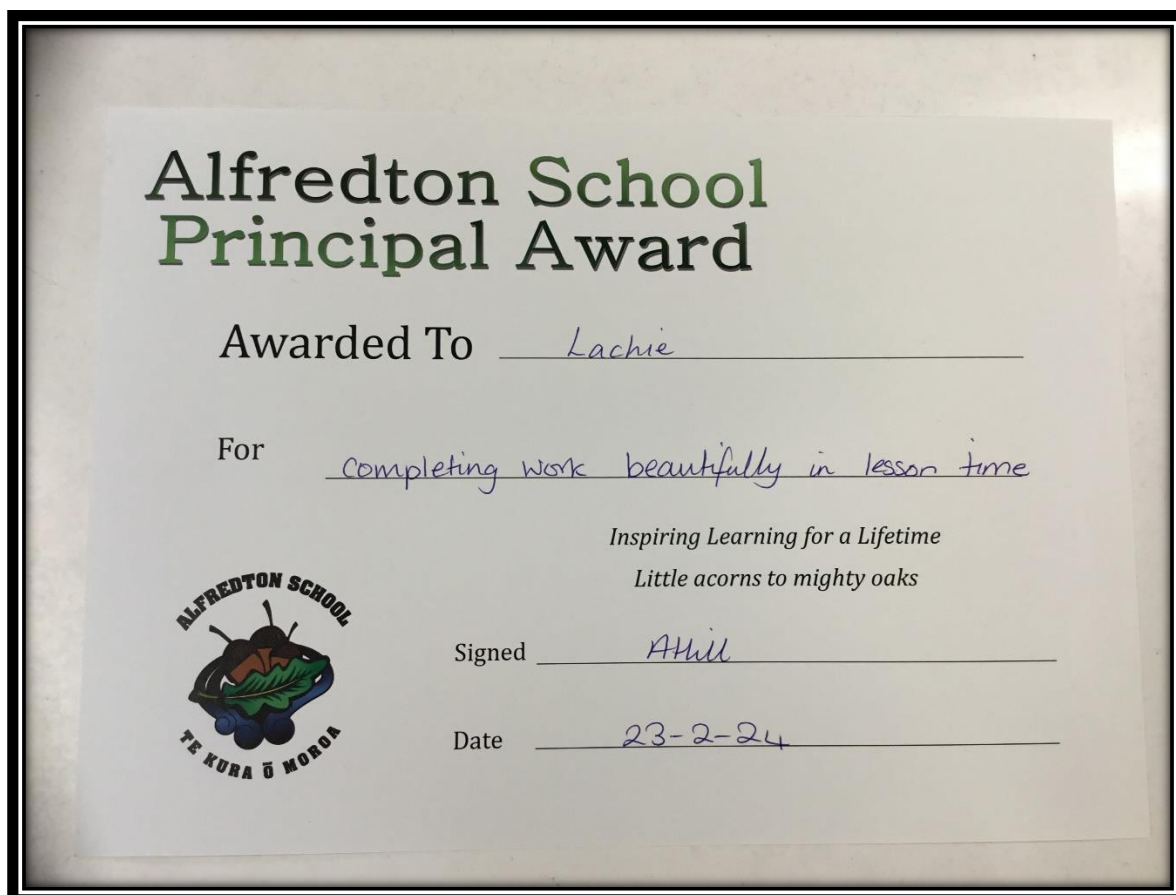 Alfredton School
Principal Award
Awarded To Lachie
For completing work beautifully in lesson time
Inspiring Learning for a Lifetime
Little acorns to mighty oaks
ALFREDTON SCHOOL
TE KURA Ō MOROA
Signed AHill
Date 23-2-24